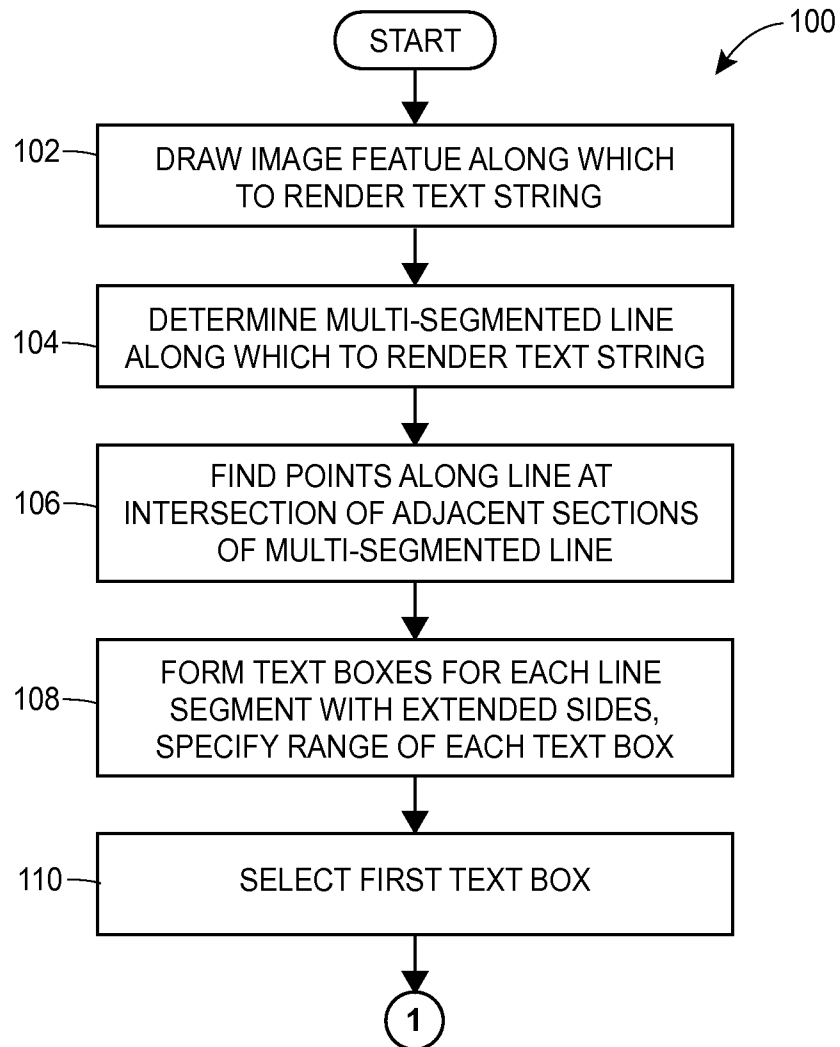 START
100
102
DRAW IMAGE FEATUE ALONG WHICH
TO RENDER TEXT STRING
104
DETERMINE MULTI-SEGMENTED LINE
ALONG WHICH TO RENDER TEXT STRING
106
FIND POINTS ALONG LINE AT
INTERSECTION OF ADJACENT SECTIONS
OF MULTI-SEGMENTED LINE
108
FORM TEXT BOXES FOR EACH LINE
SEGMENT WITH EXTENDED SIDES,
SPECIFY RANGE OF EACH TEXT BOX
110
SELECT FIRST TEXT BOX
1